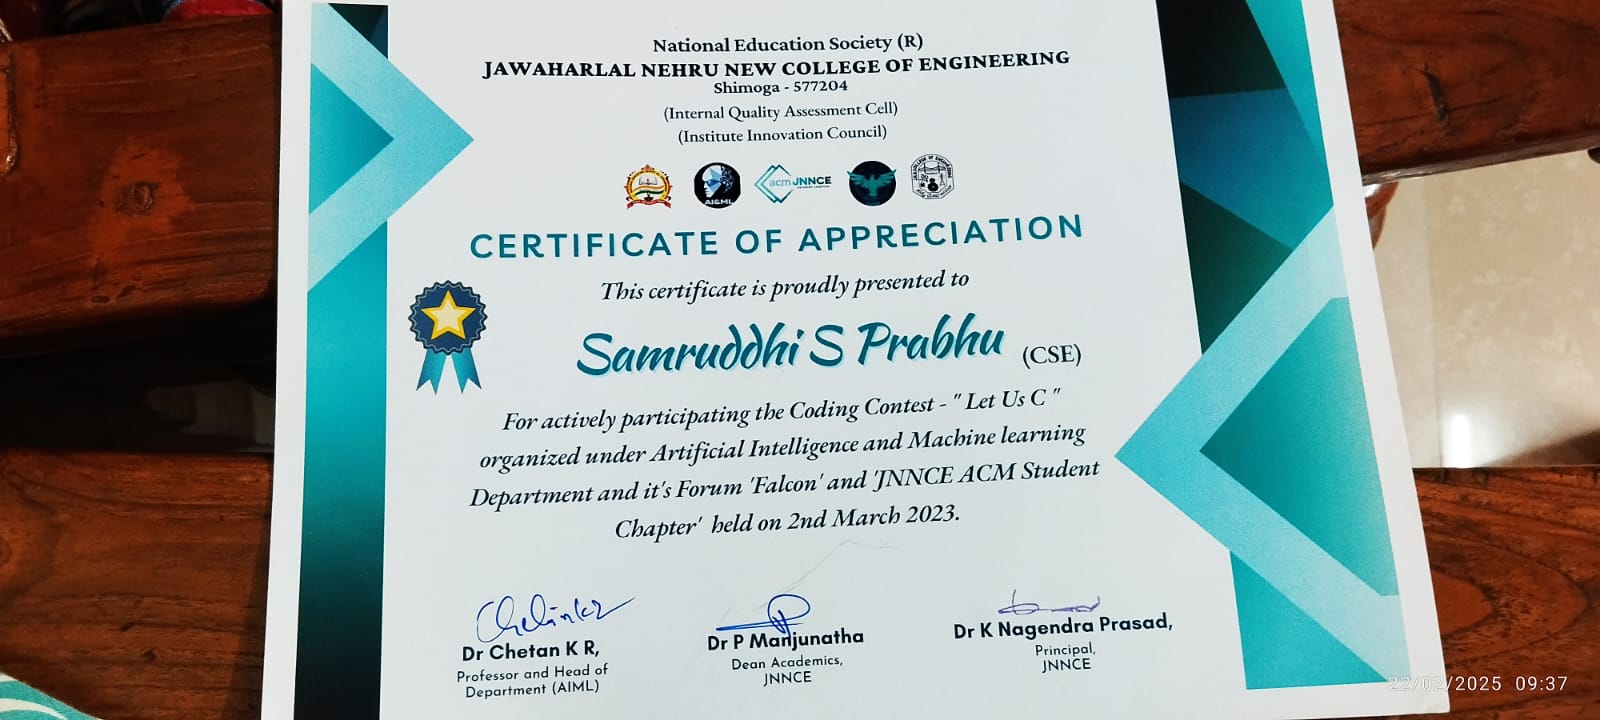 National Education Society (R)
JAWAHARLAL NEHRU NEW COLLEGE OF ENGINEERING
Shimoga - 577204
(Internal Quality Assessment Cell)
(Institute Innovation Council)
AI&ML
acm JNNCE
CERTIFICATE OF APPRECIATION
This certificate is proudly presented to
Samruddhi S Prabhu (CSE)
For actively participating the Coding Contest - " Let Us C "
organized under Artificial Intelligence and Machine learning
Department and it's Forum 'Falcon' and 'JNNCE ACM Student
Chapter' held on 2nd March 2023.
Dr Chetan K R,
Professor and Head of
Department (AIML)
Dr P Manjunatha
Dean Academics,
JNNCE
Dr K Nagendra Prasad,
Principal,
JNNCE
22/02/2025 09:37